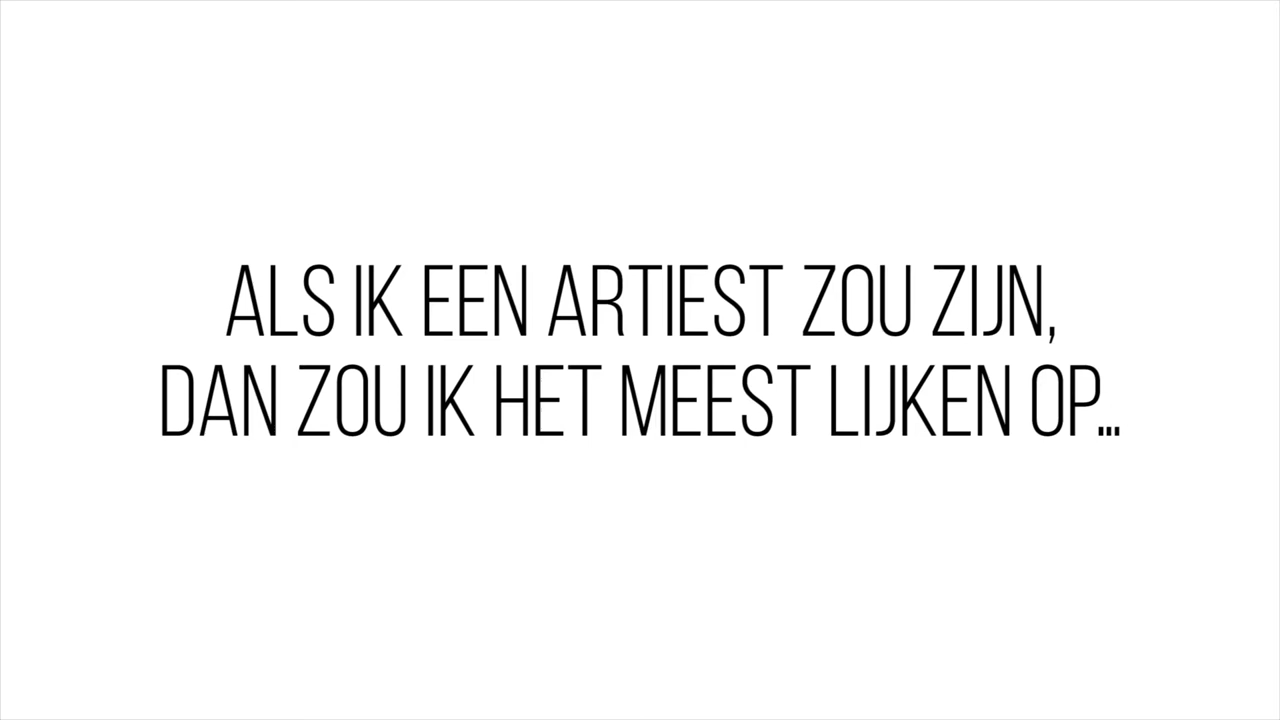 ALS IK EEN ARTIEST ZOU ZIJN,
DAN ZOU IK HET MEEST LIJKEN OP...